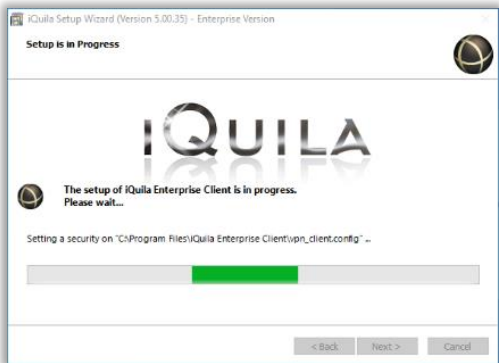 iQuila Setup Wizard (Version 5.00.35) - Enterprise Version
Setup is in Progress
IQUILA
The setup of iQuila Enterprise Client is in progress.
Please wait...
Setting a security on "C:\Program Files\iQuila Enterprise Client\vpn_client.config" ...
< Back Next > Cancel